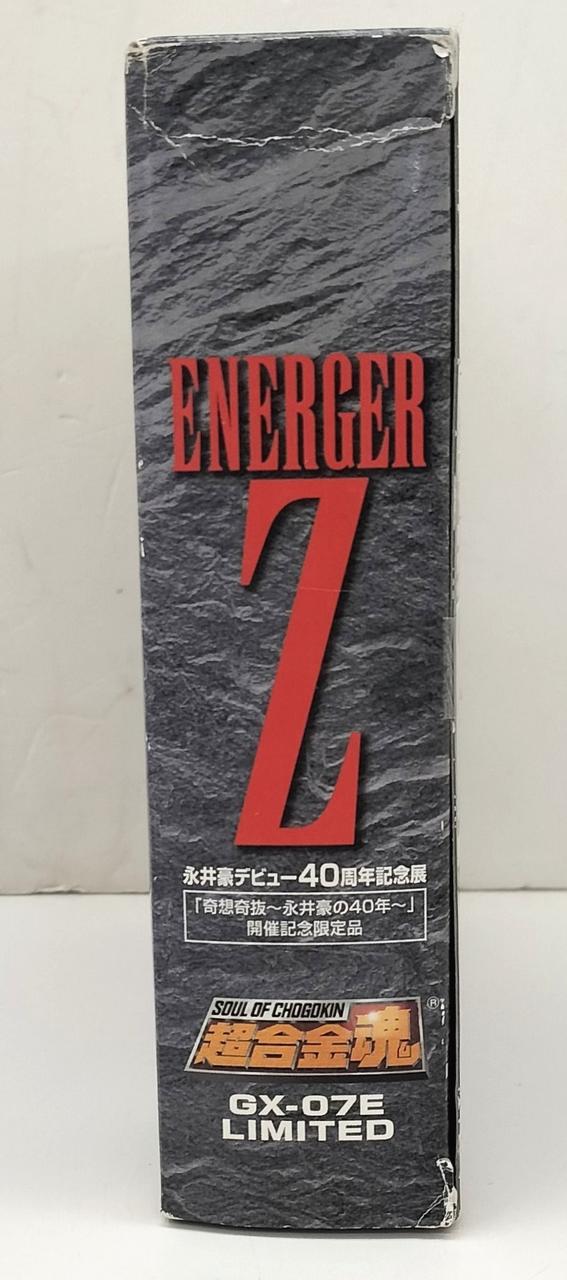 ENERGER
Z
永井豪デビュー40周年記念展
「奇想奇抜～永井豪の40年～」
開催記念限定品
SOUL OF CHOGOKIN
超合金魂®
GX-07E
LIMITED